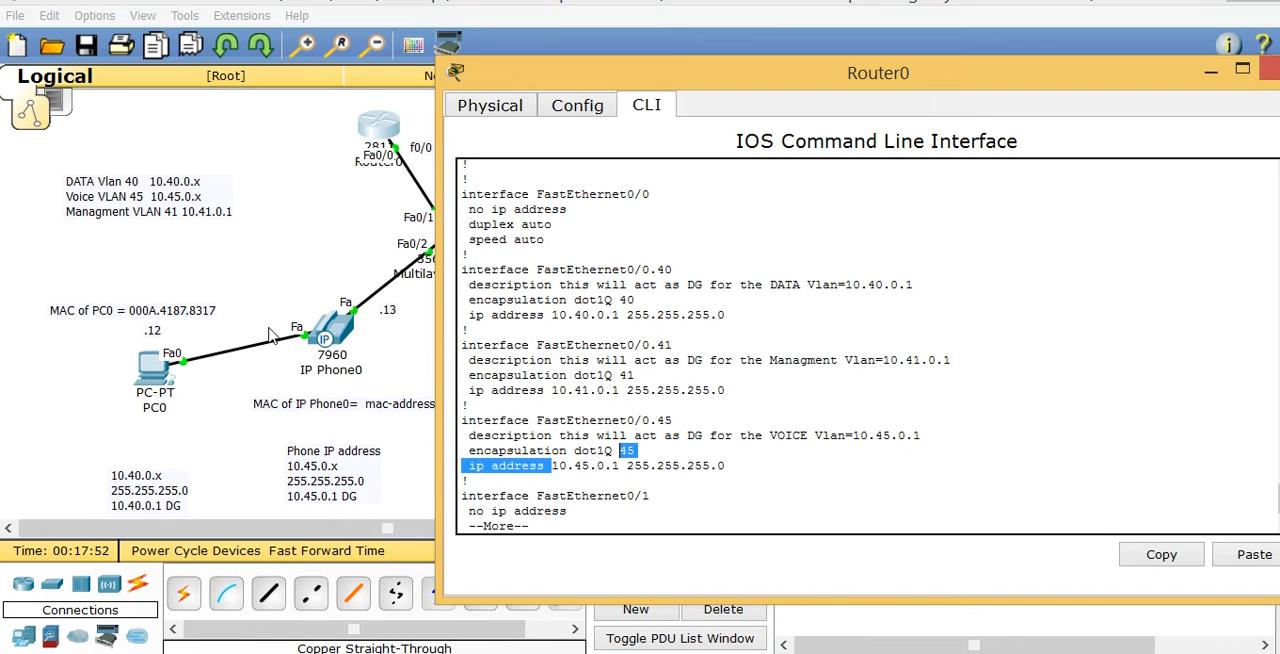 File Edit Options View Tools Extensions Help
Logical [Root]
Router0
Physical Config CLI
IOS Command Line Interface
Fa0/0 f0/0
DATA Vlan 40 10.40.0.x
Voice VLAN 45 10.45.0.x
Managment VLAN 41 10.41.0.1
Fa0/1
Fa0/2
Multila
MAC of PC0 = 000A.4187.8317
.12
Fa0
PC-PT
PC0
Fa
Fa
.13
IP
7960
IP Phone0
MAC of IP Phone0= mac-address
Phone IP address
10.45.0.x
255.255.255.0
10.45.0.1 DG
10.40.0.x
255.255.255.0
10.40.0.1 DG
!
!
interface FastEthernet0/0
no ip address
duplex auto
speed auto
!
interface FastEthernet0/0.40
description this will act as DG for the DATA Vlan=10.40.0.1
encapsulation dot1Q 40
ip address 10.40.0.1 255.255.255.0
!
interface FastEthernet0/0.41
description this will act as DG for the Managment Vlan=10.41.0.1
encapsulation dot1Q 41
ip address 10.41.0.1 255.255.255.0
!
interface FastEthernet0/0.45
description this will act as DG for the VOICE Vlan=10.45.0.1
encapsulation dot1Q 45
ip address 10.45.0.1 255.255.255.0
!
interface FastEthernet0/1
no ip address
--More--
Copy Paste
Time: 00:17:52 Power Cycle Devices Fast Forward Time
Connections
New Delete
Toggle PDU List Window
Copper Straight-Through